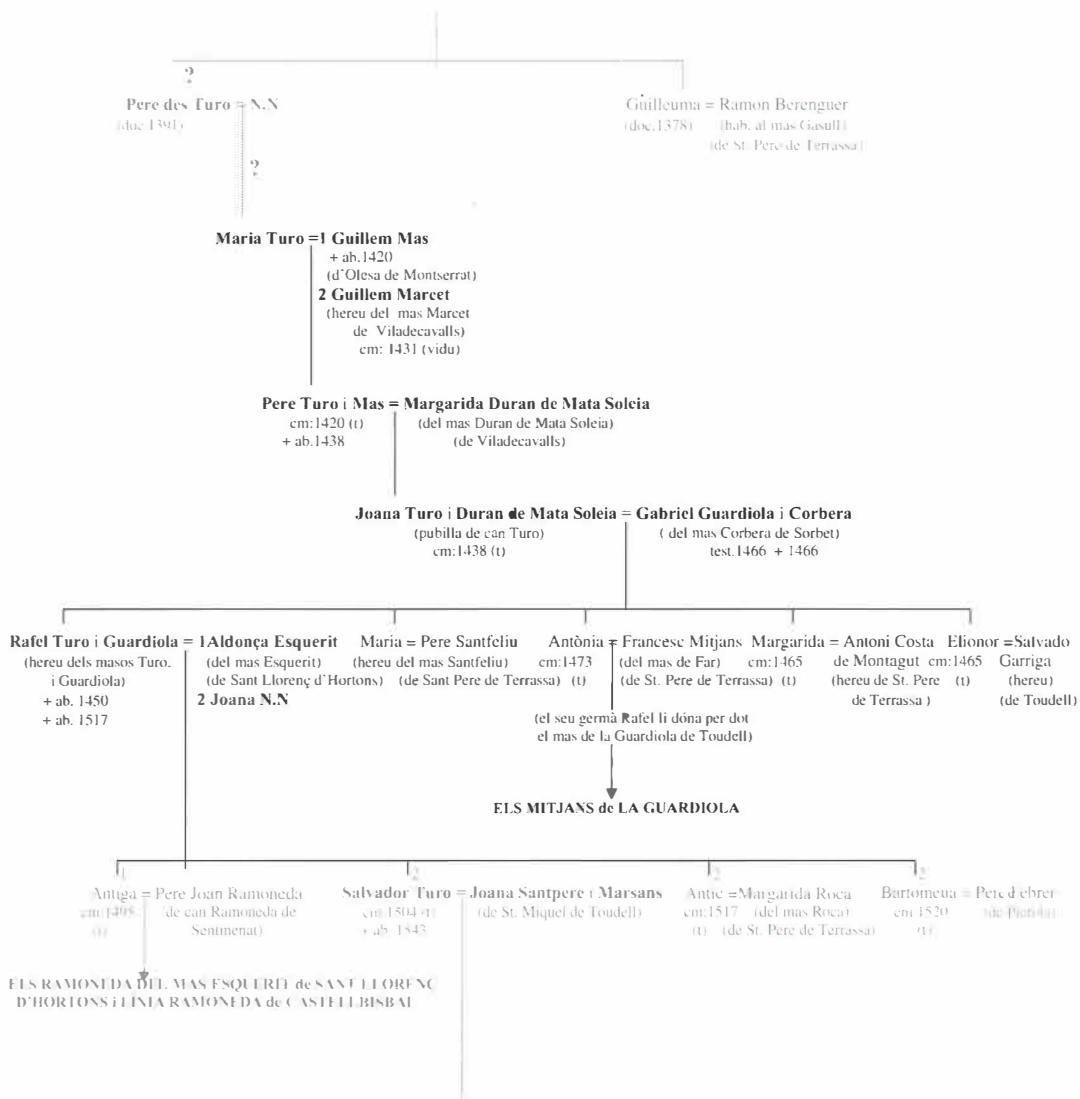 ?
Pere des Turo = N.N
(doc.1391)
Guilleuma = Ramon Berenguer
(doc.1378) (hab. al mas Gasull)
(de St. Pere de Terrassa)
?
Maria Turo =1 Guillem Mas
+ ab.1420
(d'Olesa de Montserrat)
2 Guillem Marcet
(hereu del mas Marcet
de Viladecavalls)
cm: 1431 (vidu)
Pere Turo i Mas = Margarida Duran de Mata Soleia
cm:1420 (t) (del mas Duran de Mata Soleia)
+ ab.1438 (de Viladecavalls)
Joana Turo i Duran de Mata Soleia = Gabriel Guardiola i Corbera
(pubilla de can Turo) ( del mas Corbera de Sorbet)
cm:1438 (t) test.1466 + 1466
Rafel Turo i Guardiola = 1Aldonça Esquerit
(hereu dels masos Turo. (del mas Esquerit)
i Guardiola) (de Sant Llorenç d'Hortons)
+ ab. 1450 2 Joana N.N
+ ab. 1517
Maria = Pere Santfeliu
(hereu del mas Santfeliu)
(de Sant Pere de Terrassa)
Antònia = Francesc Mitjans
cm:1473 (del mas de Far)
(t) (de St. Pere de Terrassa)
Margarida = Antoni Costa
cm:1465 de Montagut
(t) (hereu de St. Pere
de Terrassa )
Elionor =Salvado
cm:1465 Garriga
(t) (hereu)
(de Toudell)
(el seu germà Rafel li dóna per dot
el mas de la Guardiola de Toudell)
ELS MITJANS de LA GUARDIOLA
1
Antiga = Pere Joan Ramoneda
cm:1495 (de can Ramoneda de
(t) Sentmenat)
2
Salvador Turo = Joana Santpere i Marsans
cm:1504 (t) (de St. Miquel de Toudell)
+ ab. 1543
2
Antic =Margarida Roca
cm:1517 (del mas Roca)
(t) (de St. Pere de Terrassa)
2
Bartomeua = Pere Llebrer
cm 1520
(t)
ELS RAMONEDA DEL MAS ESQUERIT de SANT LLORENÇ
D'HORTONS i LÍNIA RAMONEDA de CASTELLBISBAL